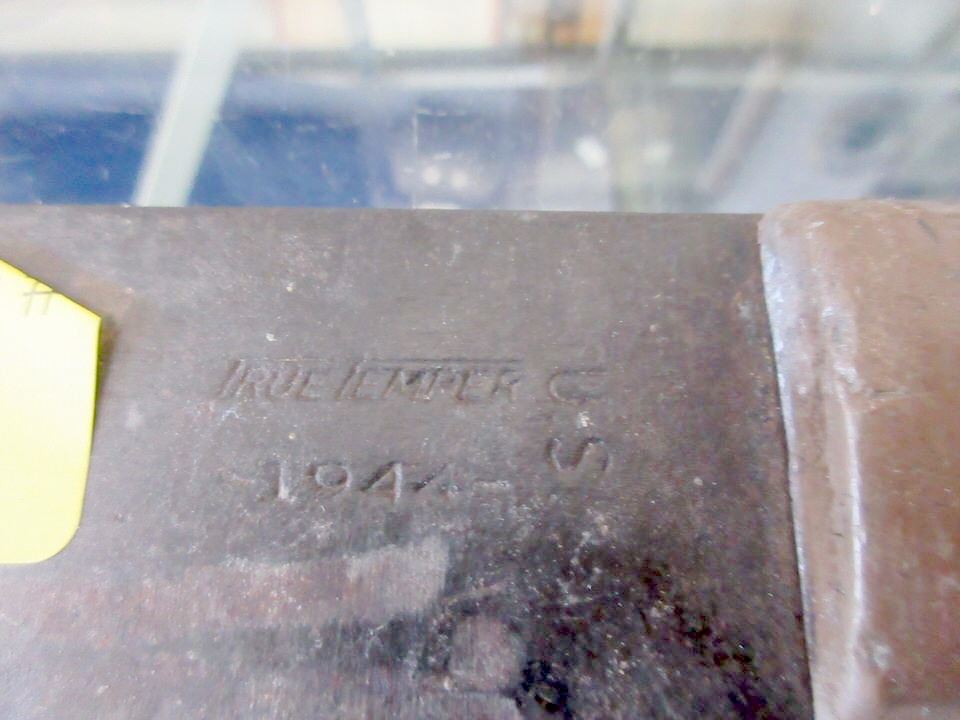 TRUE TEMPER
1944-
U.S.
#